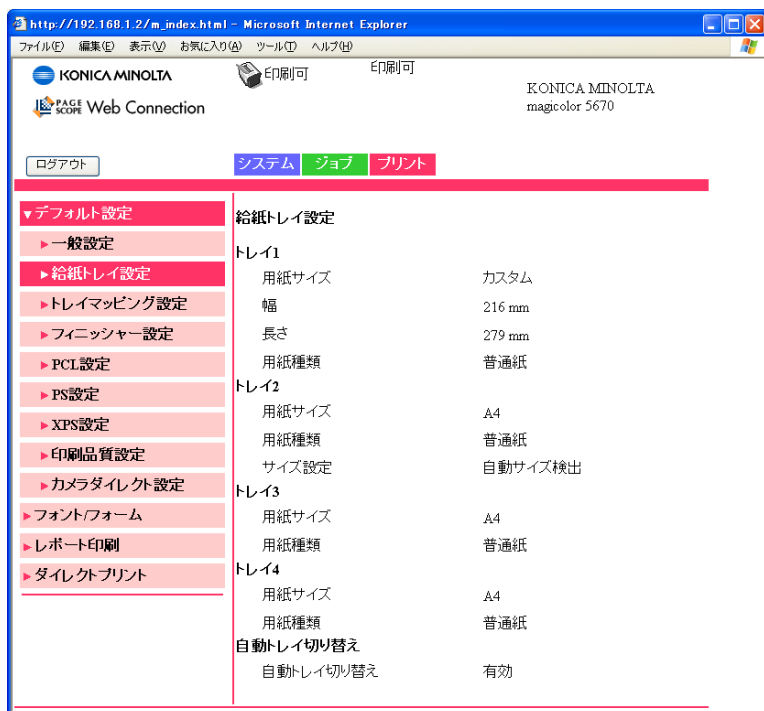 http://192.168.1.2/m_index.html - Microsoft Internet Explorer
ファイル(F) 編集(E) 表示(V) お気に入り(A) ツール(T) ヘルプ(H)
KONICA MINOLTA
印刷可
印刷可
KONICA MINOLTA
magicolor 5670
PAGE SCOPE Web Connection
ログアウト
システム ジョブ プリント
▼デフォルト設定
►一般設定
►給紙トレイ設定
►トレイマッピング設定
►フィニッシャー設定
►PCL設定
►PS設定
►XPS設定
►印刷品質設定
►カメラダイレクト設定
►フォント/フォーム
►レポート印刷
►ダイレクトプリント
給紙トレイ設定
トレイ1
用紙サイズ カスタム
幅 216 mm
長さ 279 mm
用紙種類 普通紙
トレイ2
用紙サイズ A4
用紙種類 普通紙
サイズ設定 自動サイズ検出
トレイ3
用紙サイズ A4
用紙種類 普通紙
トレイ4
用紙サイズ A4
用紙種類 普通紙
自動トレイ切り替え
自動トレイ切り替え 有効